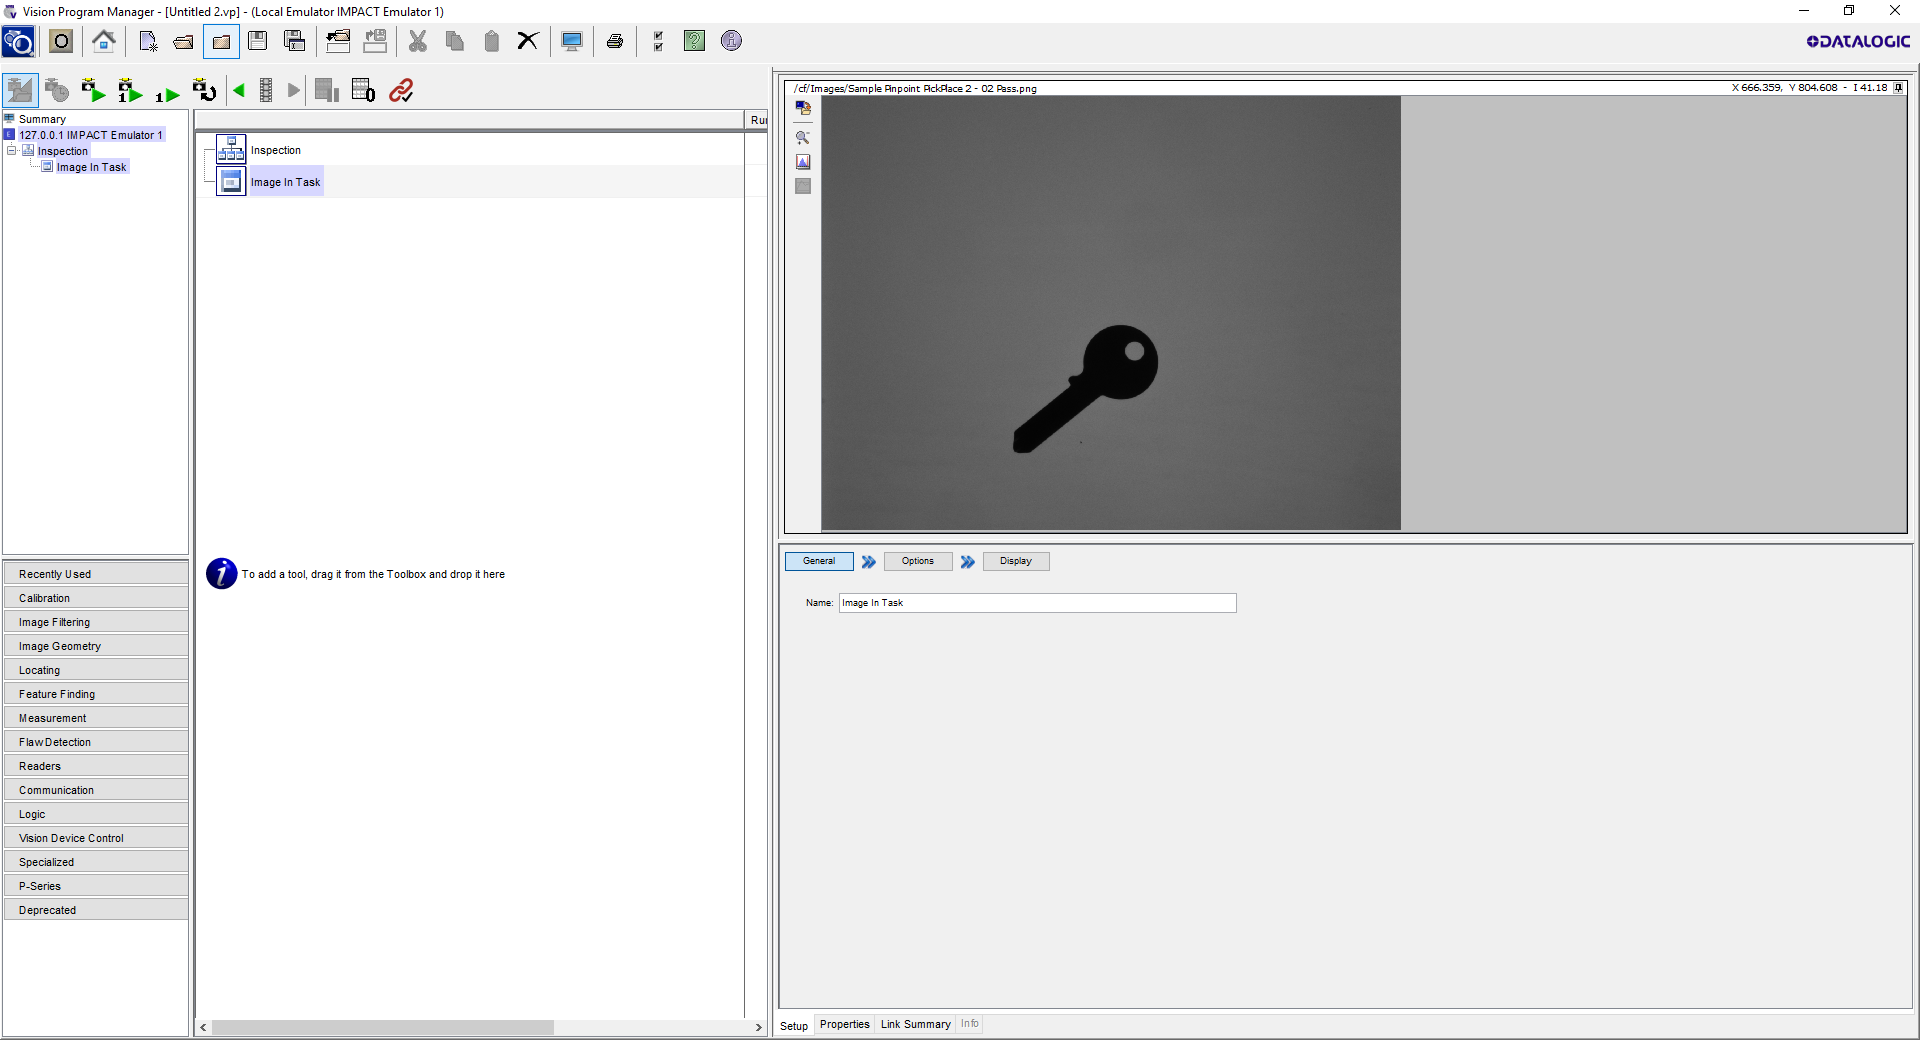 Vision Program Manager - [Untitled 2.vp] - (Local Emulator IMPACT Emulator 1)
DATALOGIC
Summary
127.0.0.1 IMPACT Emulator 1
Inspection
Image In Task
Run
Inspection
Image In Task
To add a tool, drag it from the Toolbox and drop it here
Recently Used
Calibration
Image Filtering
Image Geometry
Locating
Feature Finding
Measurement
Flaw Detection
Readers
Communication
Logic
Vision Device Control
Specialized
P-Series
Deprecated
/cf/Images/Sample Pinpoint PickPlace 2 - 02 Pass.png
X 666.359, Y 804.608 - I 41.18
General
Options
Display
Name: Image In Task
Setup
Properties
Link Summary
Info